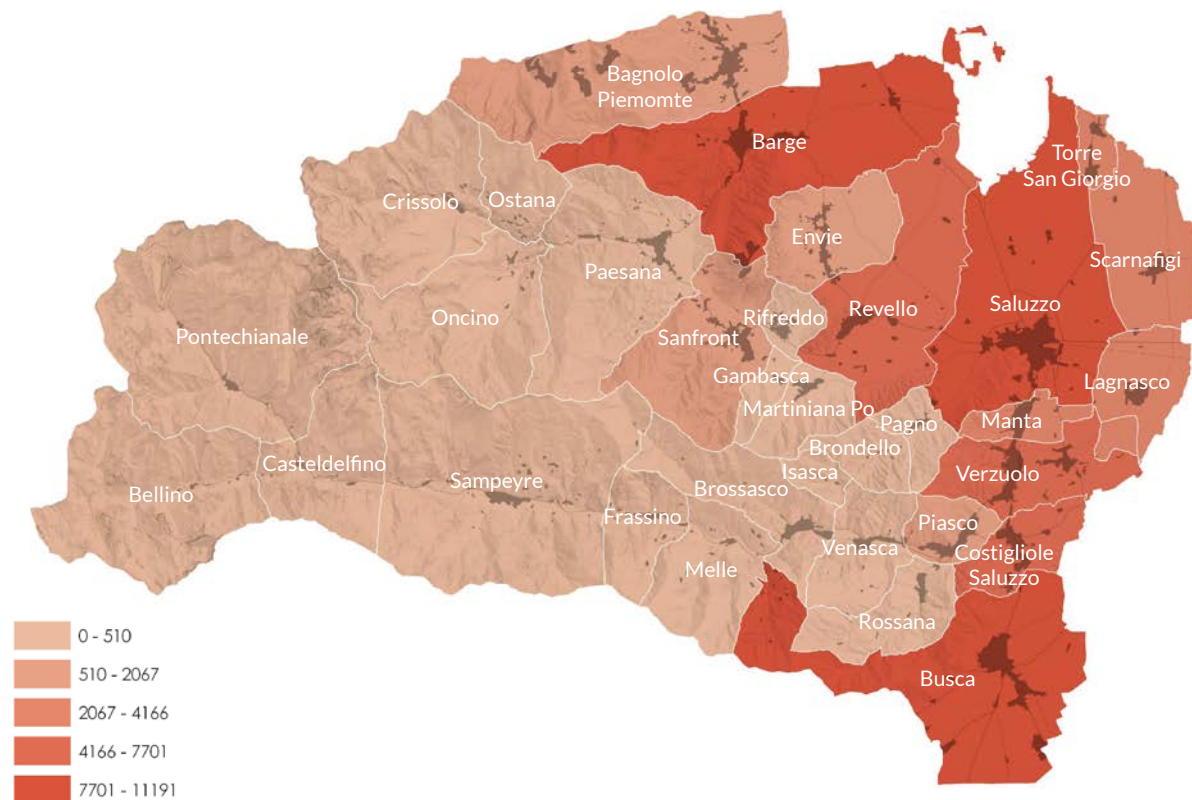 Bagnolo
Piemomte
Barge
Torre
San Giorgio
Crissolo
Ostana
Envie
Scarnafigi
Paesana
Oncino
Rifreddo
Revello
Saluzzo
Pontechianale
Sanfront
Gambasca
Lagnasco
Martiniana Po
Pagno
Manta
Brondello
Casteldelfino
Isasca
Verzuolo
Sampeyre
Brossasco
Bellino
Frassino
Piasco
Venasca
Costigliole
Saluzzo
Melle
Rossana
Busca
0 - 510
510 - 2067
2067 - 4166
4166 - 7701
7701 - 11191